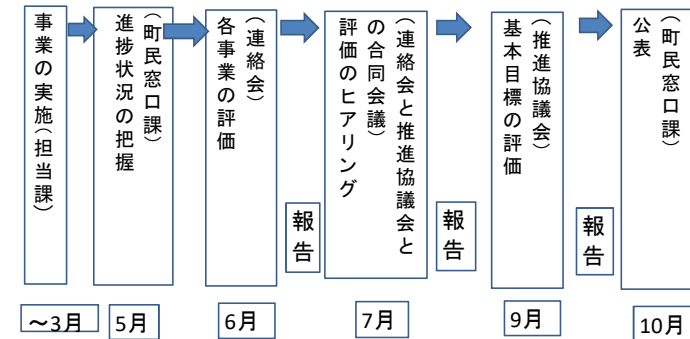 事業の実施（担当課）
（町民窓口課）
進捗状況の把握
（連絡会）
各事業の評価
報告
（連絡会と推進協議会と
の合同会議）
評価のヒアリング
報告
（推進協議会）
基本目標の評価
報告
（町民窓口課）
公表
～3月
5月
6月
7月
9月
10月